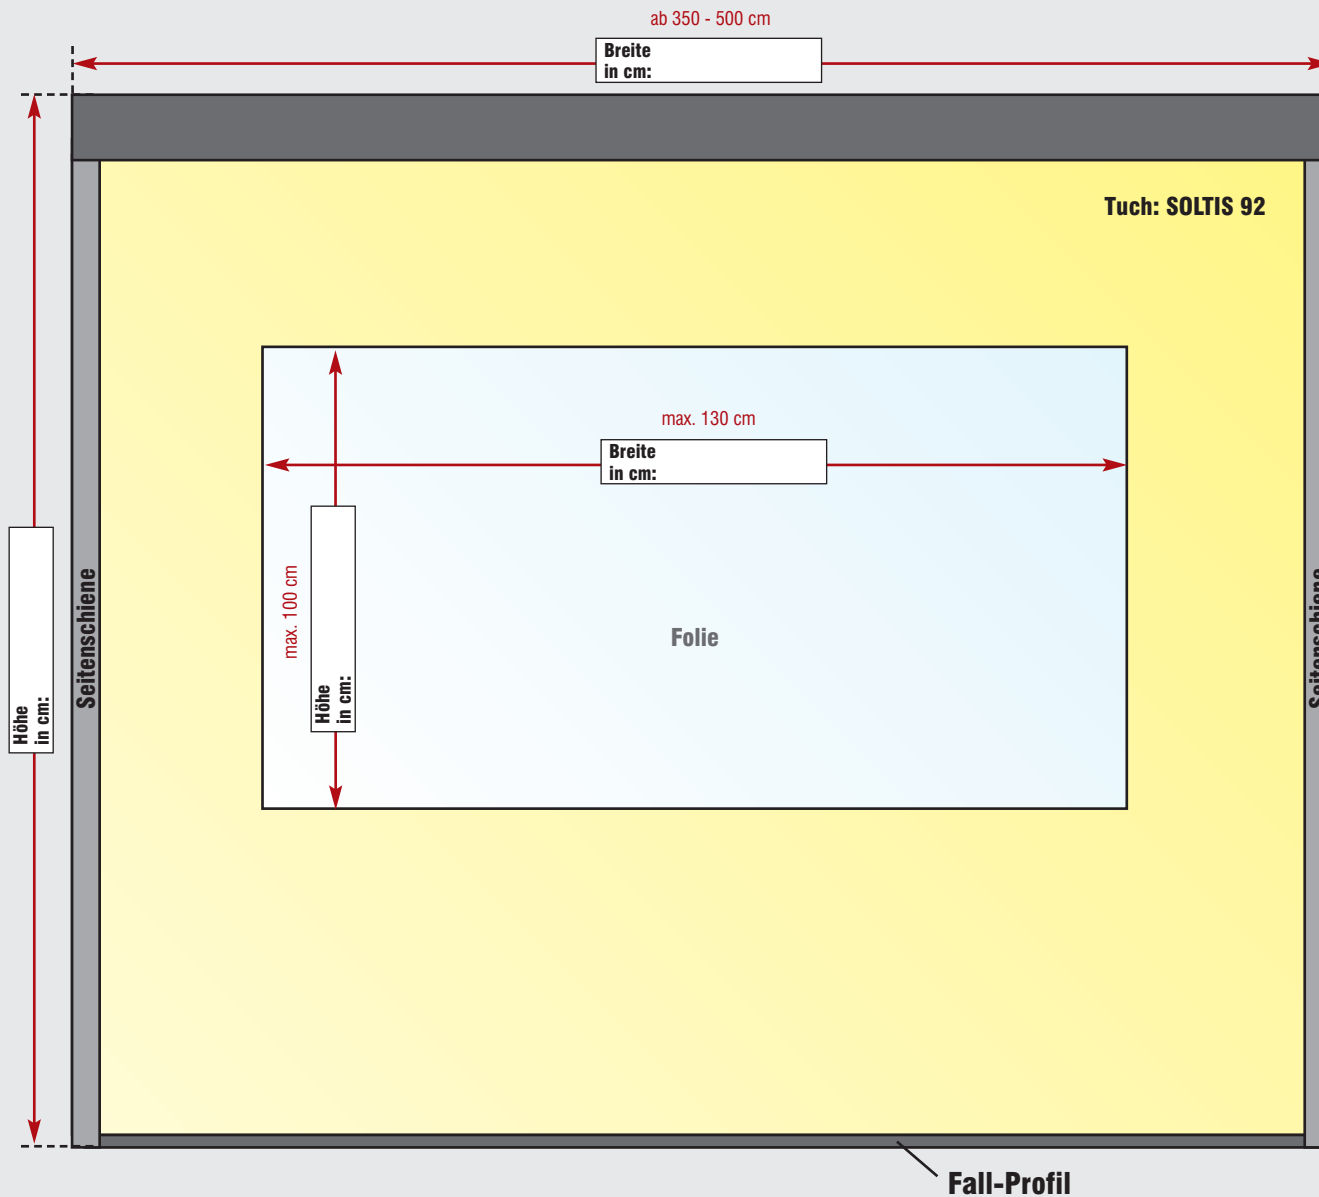 ab 350 - 500 cm
Breite
in cm:
Tuch: SOLTIS 92
max. 130 cm
Breite
in cm:
Höhe
in cm:
Seitenschiene
max. 100 cm
Höhe
in cm:
Folie
Seitenschiene
Fall-Profil